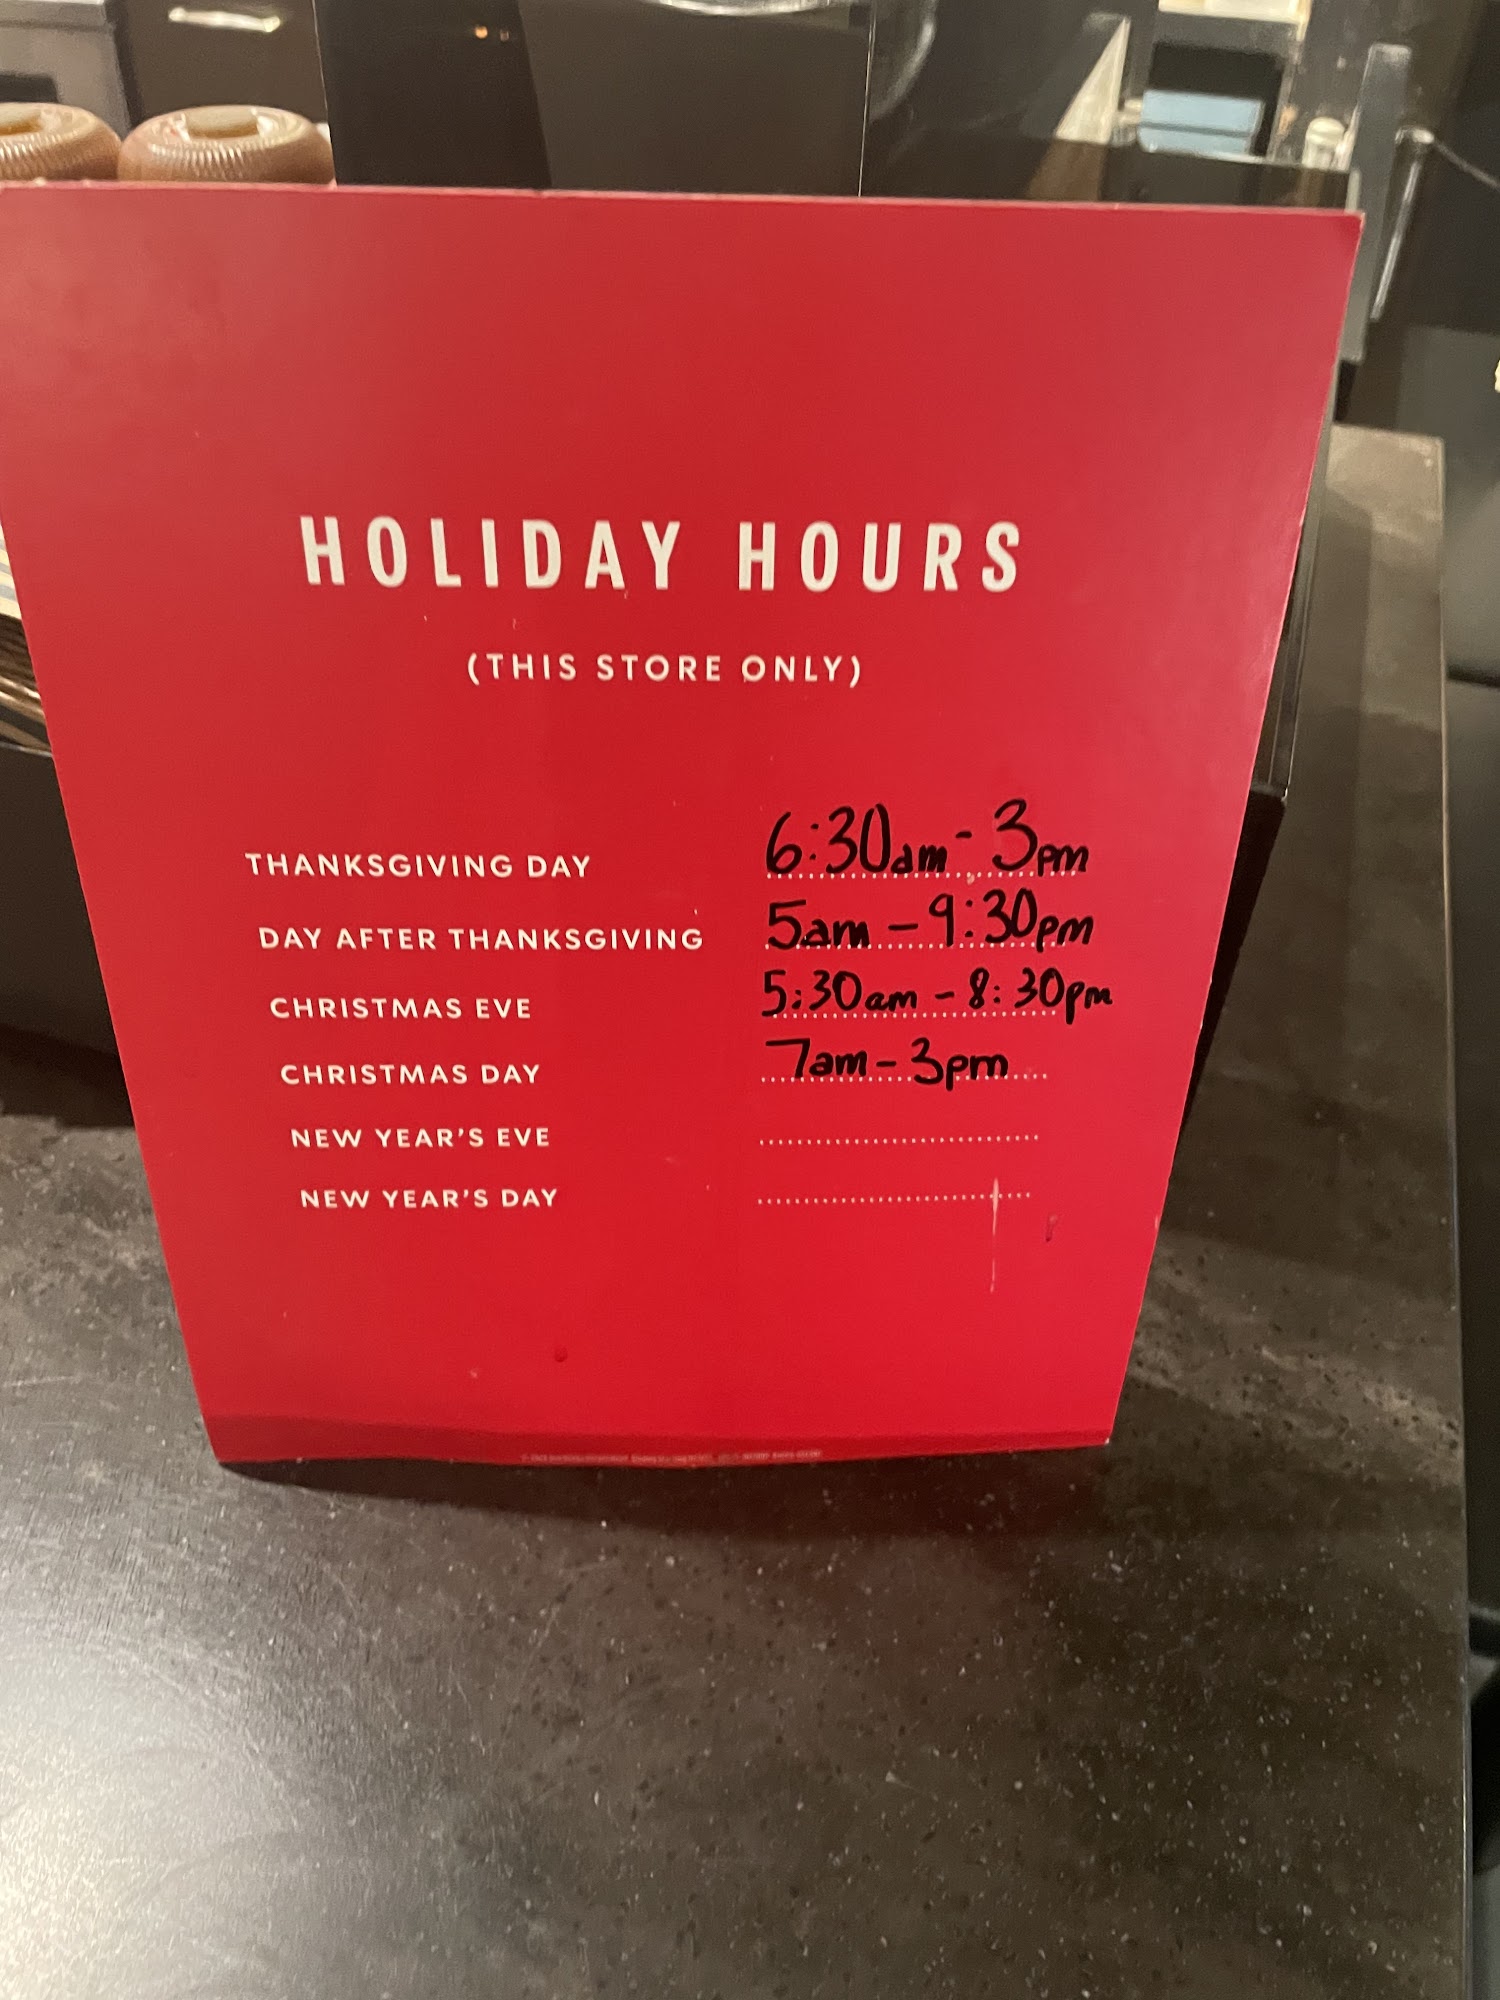 HOLIDAY HOURS
(THIS STORE ONLY)
THANKSGIVING DAY 6:30am - 3pm
DAY AFTER THANKSGIVING 5am - 9:30pm
CHRISTMAS EVE 5:30am - 8:30pm
CHRISTMAS DAY 7am - 3pm
NEW YEAR'S EVE
NEW YEAR'S DAY